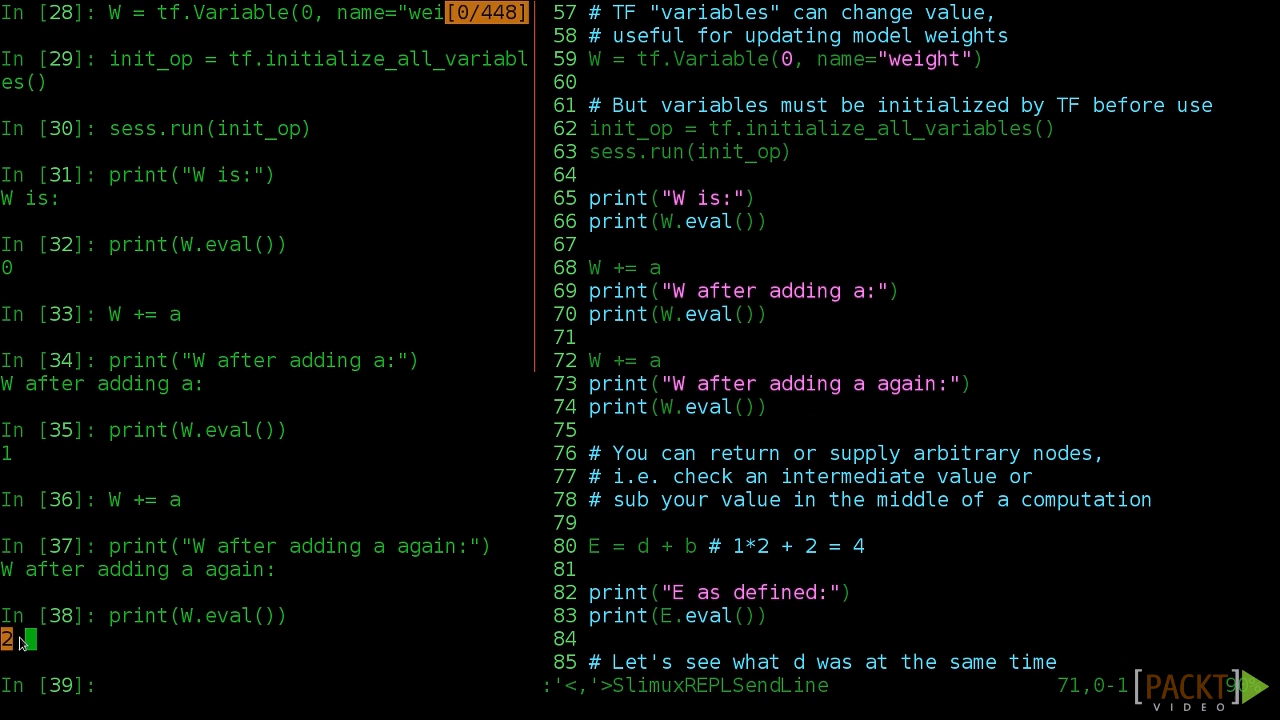 In [28]: W = tf.Variable(0, name="wei[0/448]
In [29]: init_op = tf.initialize_all_variabl
es()
In [30]: sess.run(init_op)
In [31]: print("W is:")
W is:
In [32]: print(W.eval())
0
In [33]: W += a
In [34]: print("W after adding a:")
W after adding a:
In [35]: print(W.eval())
1
In [36]: W += a
In [37]: print("W after adding a again:")
W after adding a again:
In [38]: print(W.eval())
2
In [39]:
57 # TF "variables" can change value,
58 # useful for updating model weights
59 W = tf.Variable(0, name="weight")
60
61 # But variables must be initialized by TF before use
62 init_op = tf.initialize_all_variables()
63 sess.run(init_op)
64
65 print("W is:")
66 print(W.eval())
67
68 W += a
69 print("W after adding a:")
70 print(W.eval())
71
72 W += a
73 print("W after adding a again:")
74 print(W.eval())
75
76 # You can return or supply arbitrary nodes,
77 # i.e. check an intermediate value or
78 # sub your value in the middle of a computation
79
80 E = d + b # 1*2 + 2 = 4
81
82 print("E as defined:")
83 print(E.eval())
84
85 # Let's see what d was at the same time
:'<,'>SlimuxREPLSendLine 71,0-1
[PACKT]
VIDEO